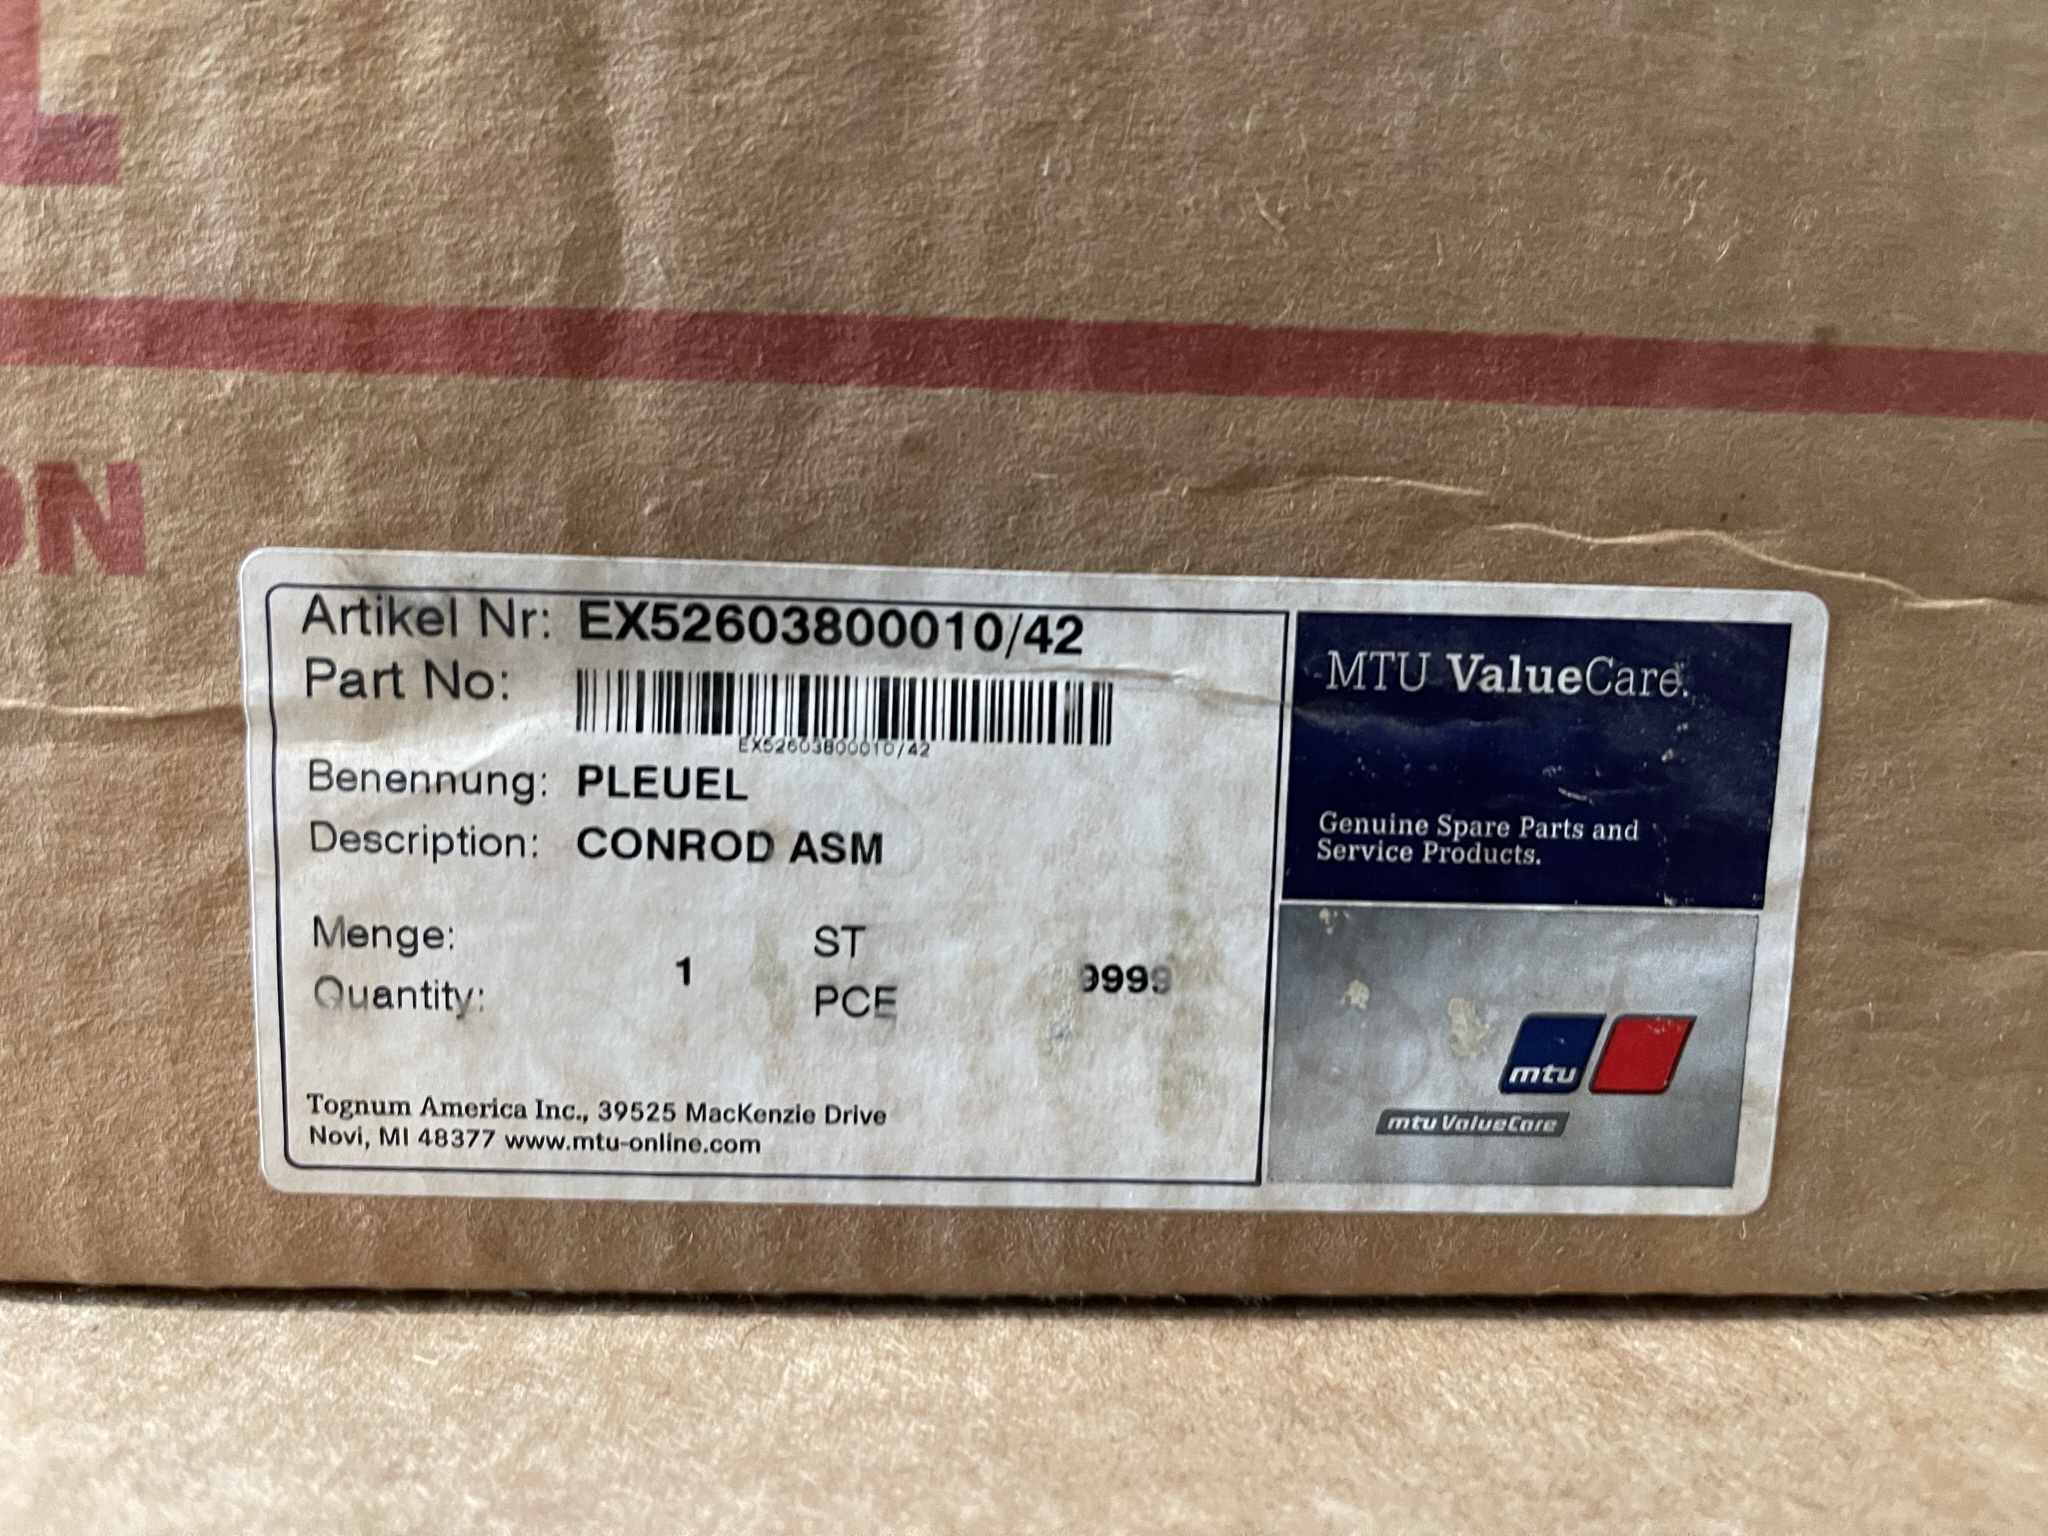 L
ON
Artikel Nr: EX52603800010/42
Part No:
EX52603800010/42
Benennung: PLEUEL
Description: CONROD ASM
Menge: 1 ST 9999
Quantity: PCE
Tognum America Inc., 39525 MacKenzie Drive
Novi, MI 48377 www.mtu-online.com
MTU ValueCare.
Genuine Spare Parts and
Service Products.
mtu
mtu ValueCare